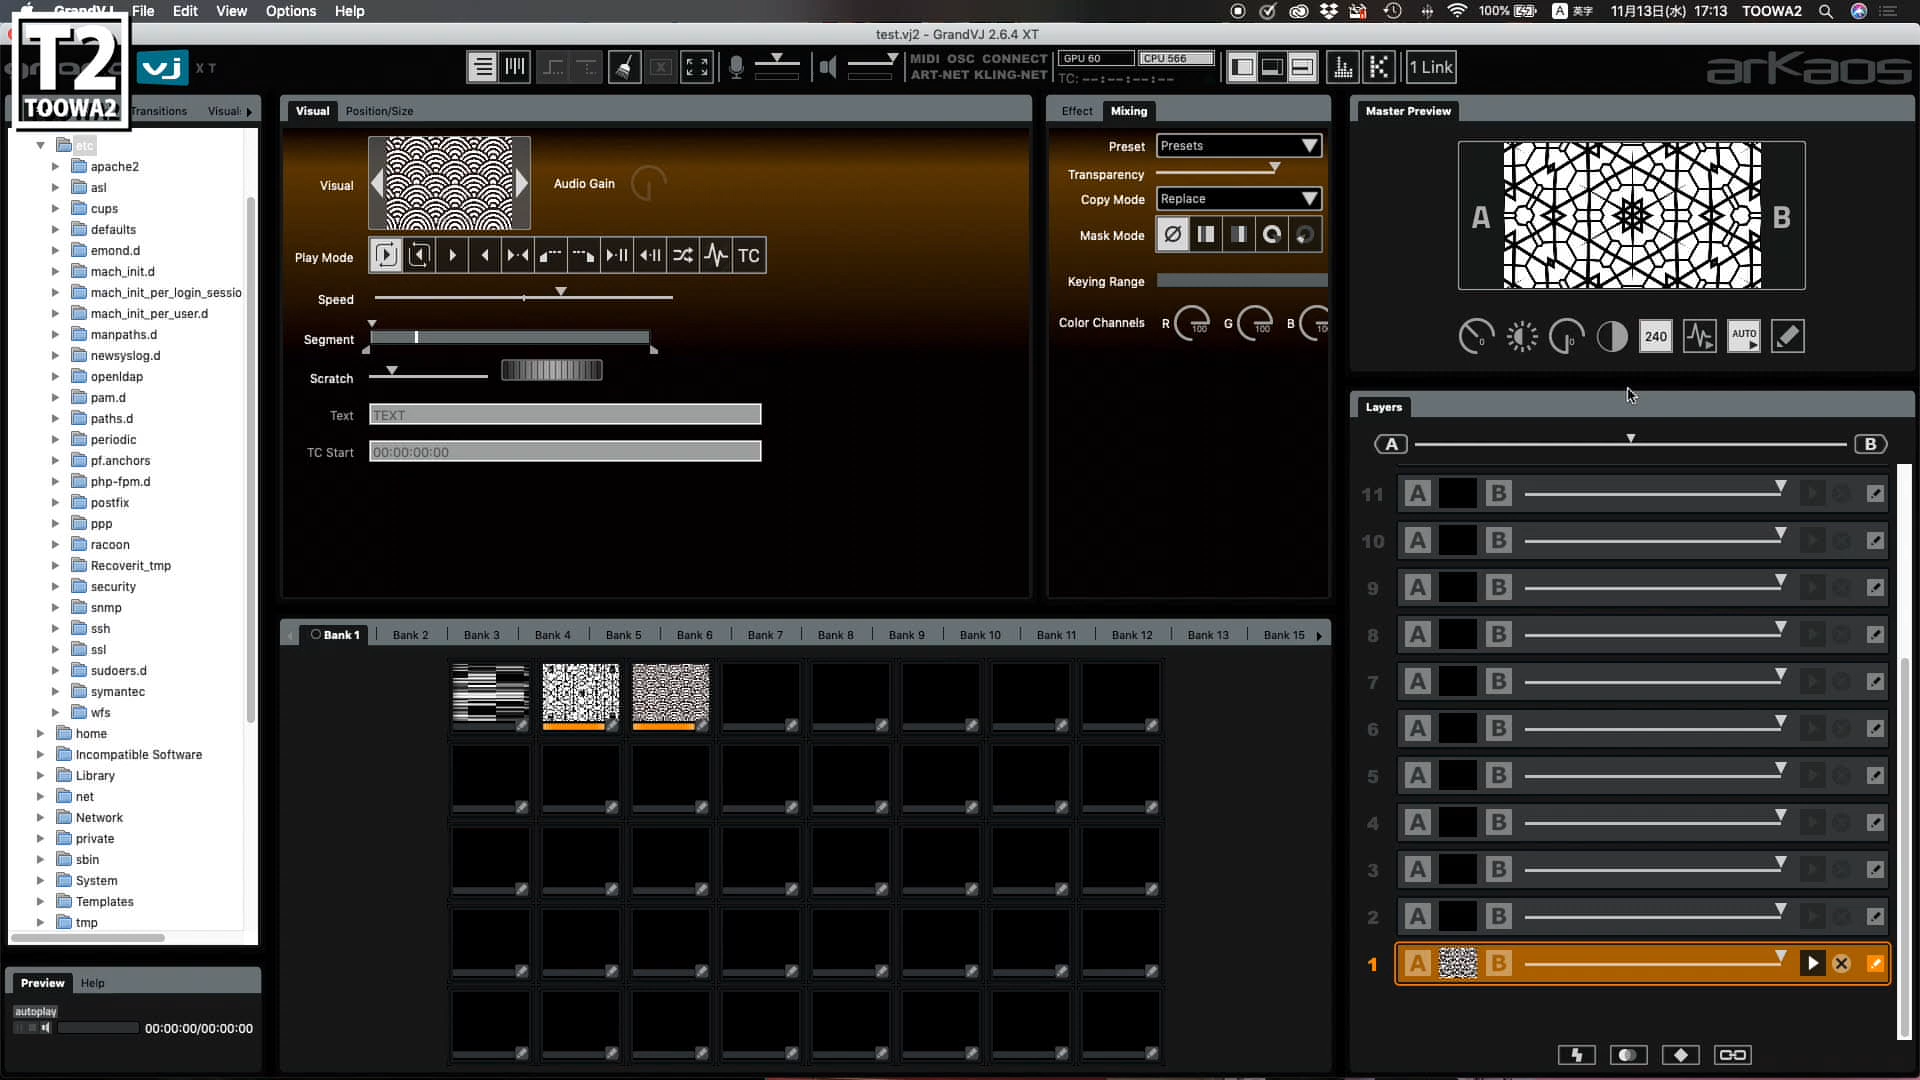 GrandVJ File Edit View Options Help
100% A 英字 11月13日(水) 17:13 TOOWA2
test.vj2 - GrandVJ 2.6.4 XT
T2
TOOWA2
vj XT
MIDI OSC CONNECT
ART-NET KLING-NET
GPU 60 CPU 566
TC: --:--:--:--
1 Link
arKaos
Transitions Visual
etc
apache2
asl
cups
defaults
emond.d
mach_init.d
mach_init_per_login_sessio
mach_init_per_user.d
manpaths.d
newsyslog.d
openldap
pam.d
paths.d
periodic
pf.anchors
php-fpm.d
postfix
ppp
racoon
Recoverit_tmp
security
snmp
ssh
ssl
sudoers.d
symantec
wfs
home
Incompatible Software
Library
net
Network
private
sbin
System
Templates
tmp
Preview Help
autoplay
00:00:00/00:00:00
Visual Position/Size
Visual
Audio Gain
Play Mode
TC
Speed
Segment
Scratch
Text TEXT
TC Start 00:00:00:00
Effect Mixing
Preset Presets
Transparency
Copy Mode Replace
Mask Mode
Keying Range
Color Channels R 100 G 100 B 10
Bank 1 Bank 2 Bank 3 Bank 4 Bank 5 Bank 6 Bank 7 Bank 8 Bank 9 Bank 10 Bank 11 Bank 12 Bank 13 Bank 15
Master Preview
A B
0 0 240 AUTO
Layers
A B
11 A B
10 A B
9 A B
8 A B
7 A B
6 A B
5 A B
4 A B
3 A B
2 A B
1 A B